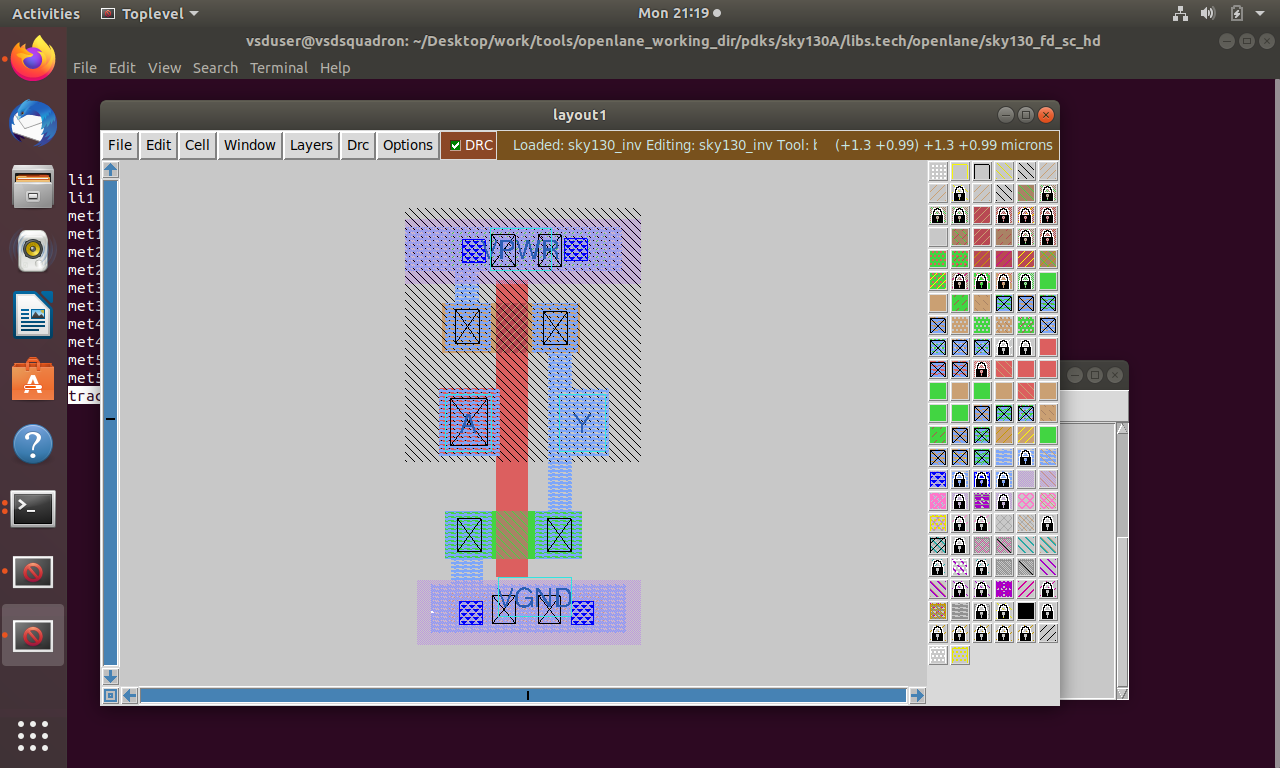 Activities Toplevel Mon 21:19
vsduser@vsdsquadron: ~/Desktop/work/tools/openlane_working_dir/pdks/sky130A/libs.tech/openlane/sky130_fd_sc_hd
File Edit View Search Terminal Help
layout1
File Edit Cell Window Layers Drc Options DRC Loaded: sky130_inv Editing: sky130_inv Tool: b (+1.3 +0.99) +1.3 +0.99 microns
li1
li1
met1
met1
met2
met2
met3
met3
met4
met4
met5
met5
trac
VPWR
A Y
VGND